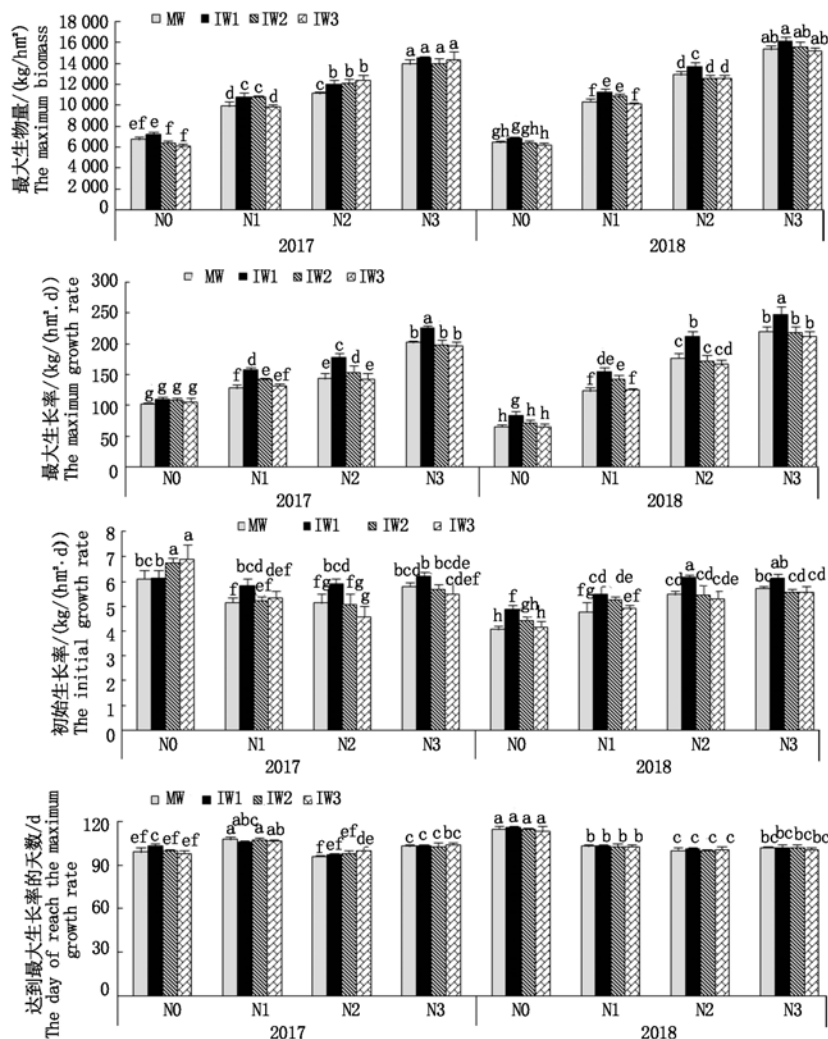 MW IW1 IW2 IW3
最大生物量/(kg/hm²)
The maximum biomass
18 000
16 000
14 000
12 000
10 000
8 000
6 000
4 000
2 000
0
ef e f f
d c c d
c b b b
a a a a
gh g gh h
f e e f
d c d d
ab a ab ab
N0 N1 N2 N3 N0 N1 N2 N3
2017 2018
MW IW1 IW2 IW3
最大生长率/(kg/(hm²·d))
The maximum growth rate
300
250
200
150
100
50
0
g g g g
f d e ef
e c d e
b a b b
h g h h
f de e f
c b c cd
b a b b
N0 N1 N2 N3 N0 N1 N2 N3
2017 2018
MW IW1 IW2 IW3
初始生长率/(kg/(hm²·d))
The initial growth rate
8
7
6
5
4
3
2
1
0
bc b a a
f bcd ef def
fg bcd fg g
bcd b bcde cdef
h f gh h
fg cd de ef
cd a cd cde
bc ab cd cd
N0 N1 N2 N3 N0 N1 N2 N3
2017 2018
MW IW1 IW2 IW3
达到最大生长率的天数/d
The day of reach the maximum
growth rate
120
90
60
30
0
ef c ef ef
a abc a ab
f ef ef de
c c c bc
a a a a
b b b b
c c c c
bc bc bc bc
N0 N1 N2 N3 N0 N1 N2 N3
2017 2018